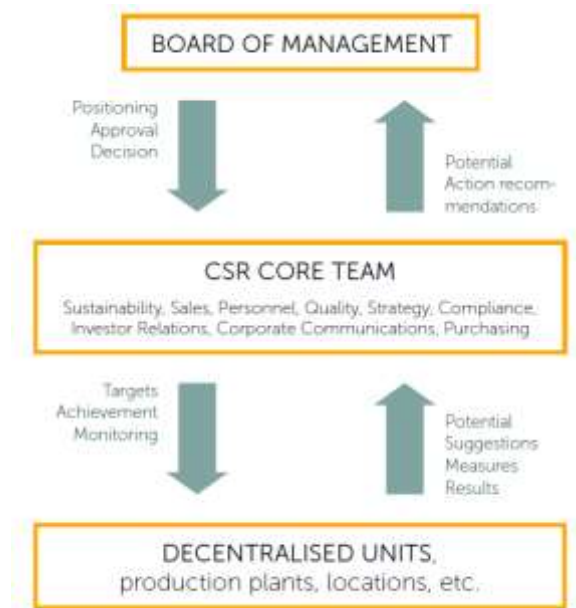 BOARD OF MANAGEMENT
Positioning
Approval
Decision
Potential
Action recom-
mendations
CSR CORE TEAM
Sustainability, Sales, Personnel, Quality, Strategy, Compliance,
Investor Relations, Corporate Communications, Purchasing
Targets
Achievement
Monitoring
Potential
Suggestions
Measures
Results
DECENTRALISED UNITS,
production plants, locations, etc.